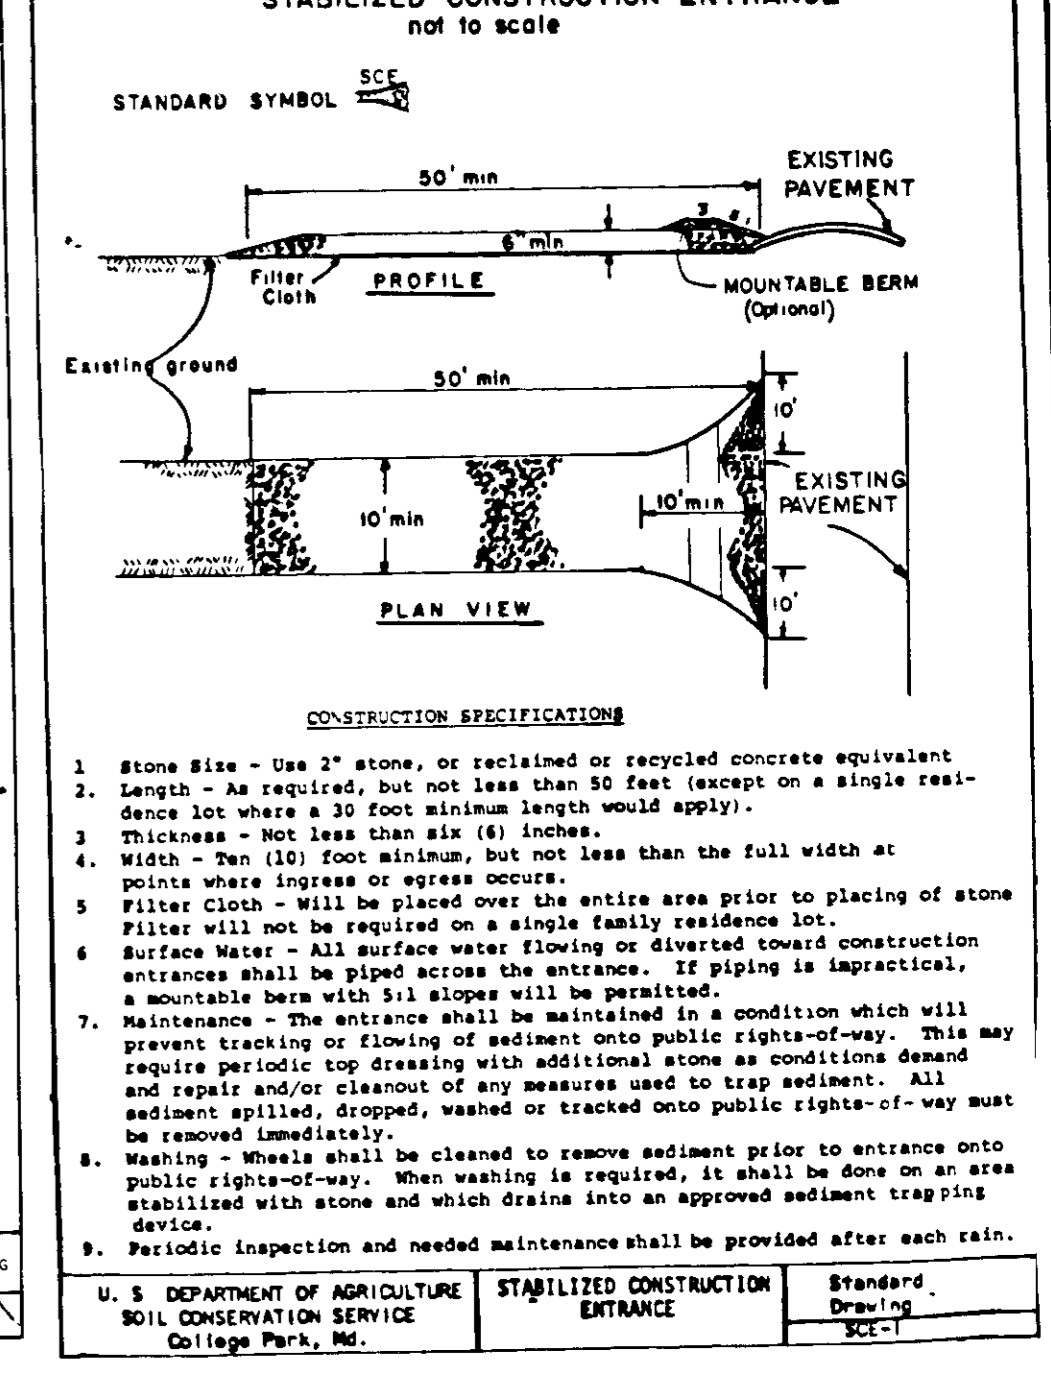 STABILIZED CONSTRUCTION ENTRANCE
not to scale
STANDARD SYMBOL
SCE
50' min
EXISTING
PAVEMENT
3
6" min
Filter
Cloth
PROFILE
MOUNTABLE BERM
(Optional)
Existing ground
50' min
10'
10' min
10' min
EXISTING
PAVEMENT
10'
PLAN VIEW
CONSTRUCTION SPECIFICATIONS
1 Stone Size - Use 2" stone, or reclaimed or recycled concrete equivalent
2. Length - As required, but not less than 50 feet (except on a single resi-
dence lot where a 30 foot minimum length would apply).
3 Thickness - Not less than six (6) inches.
4. Width - Ten (10) foot minimum, but not less than the full width at
points where ingress or egress occurs.
5 Filter Cloth - Will be placed over the entire area prior to placing of stone
Filter will not be required on a single family residence lot.
6 Surface Water - All surface water flowing or diverted toward construction
entrances shall be piped across the entrance. If piping is impractical,
a mountable berm with 5:1 slopes will be permitted.
7. Maintenance - The entrance shall be maintained in a condition which will
prevent tracking or flowing of sediment onto public rights-of-way. This may
require periodic top dressing with additional stone as conditions demand
and repair and/or cleanout of any measures used to trap sediment. All
sediment spilled, dropped, washed or tracked onto public rights-of-way must
be removed immediately.
8. Washing - Wheels shall be cleaned to remove sediment prior to entrance onto
public rights-of-way. When washing is required, it shall be done on an area
stabilized with stone and which drains into an approved sediment trapping
device.
9. Periodic inspection and needed maintenance shall be provided after each rain.
U. S DEPARTMENT OF AGRICULTURE
SOIL CONSERVATION SERVICE
College Park, Md.
STABILIZED CONSTRUCTION
ENTRANCE
Standard
Drawing
SCE-1
G